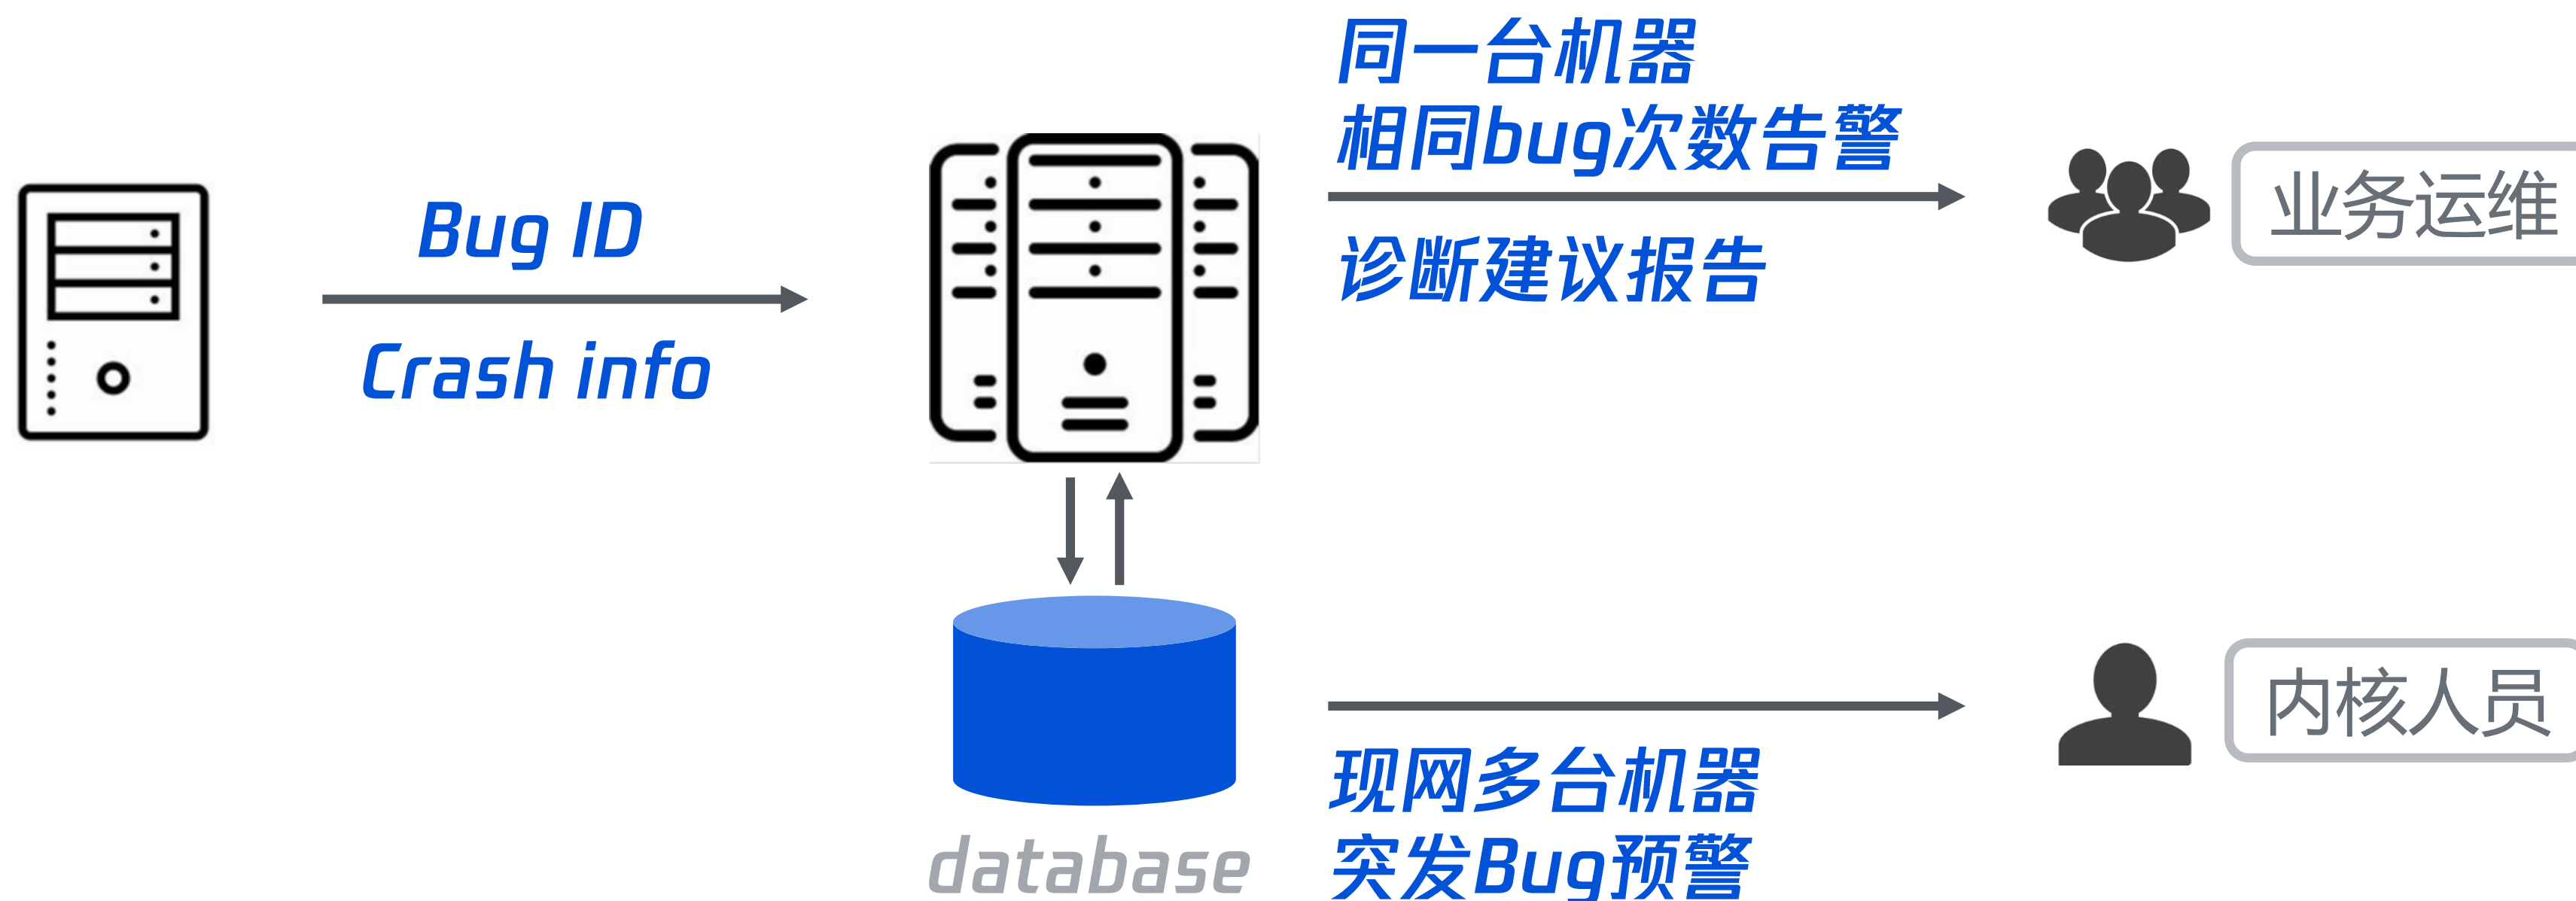 Bug ID
Crash info
同一台机器
相同bug次数告警
诊断建议报告
业务运维
内核人员
现网多台机器
突发Bug预警
database